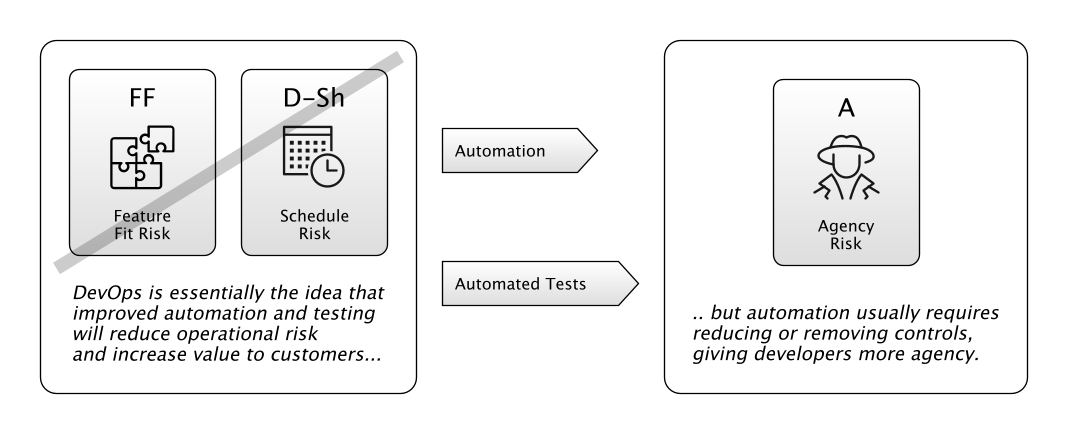 FF
Feature
Fit Risk
D-Sh
Schedule
Risk
DevOps is essentially the idea that
improved automation and testing
will reduce operational risk
and increase value to customers...
Automation
Automated Tests
A
Agency
Risk
.. but automation usually requires
reducing or removing controls,
giving developers more agency.